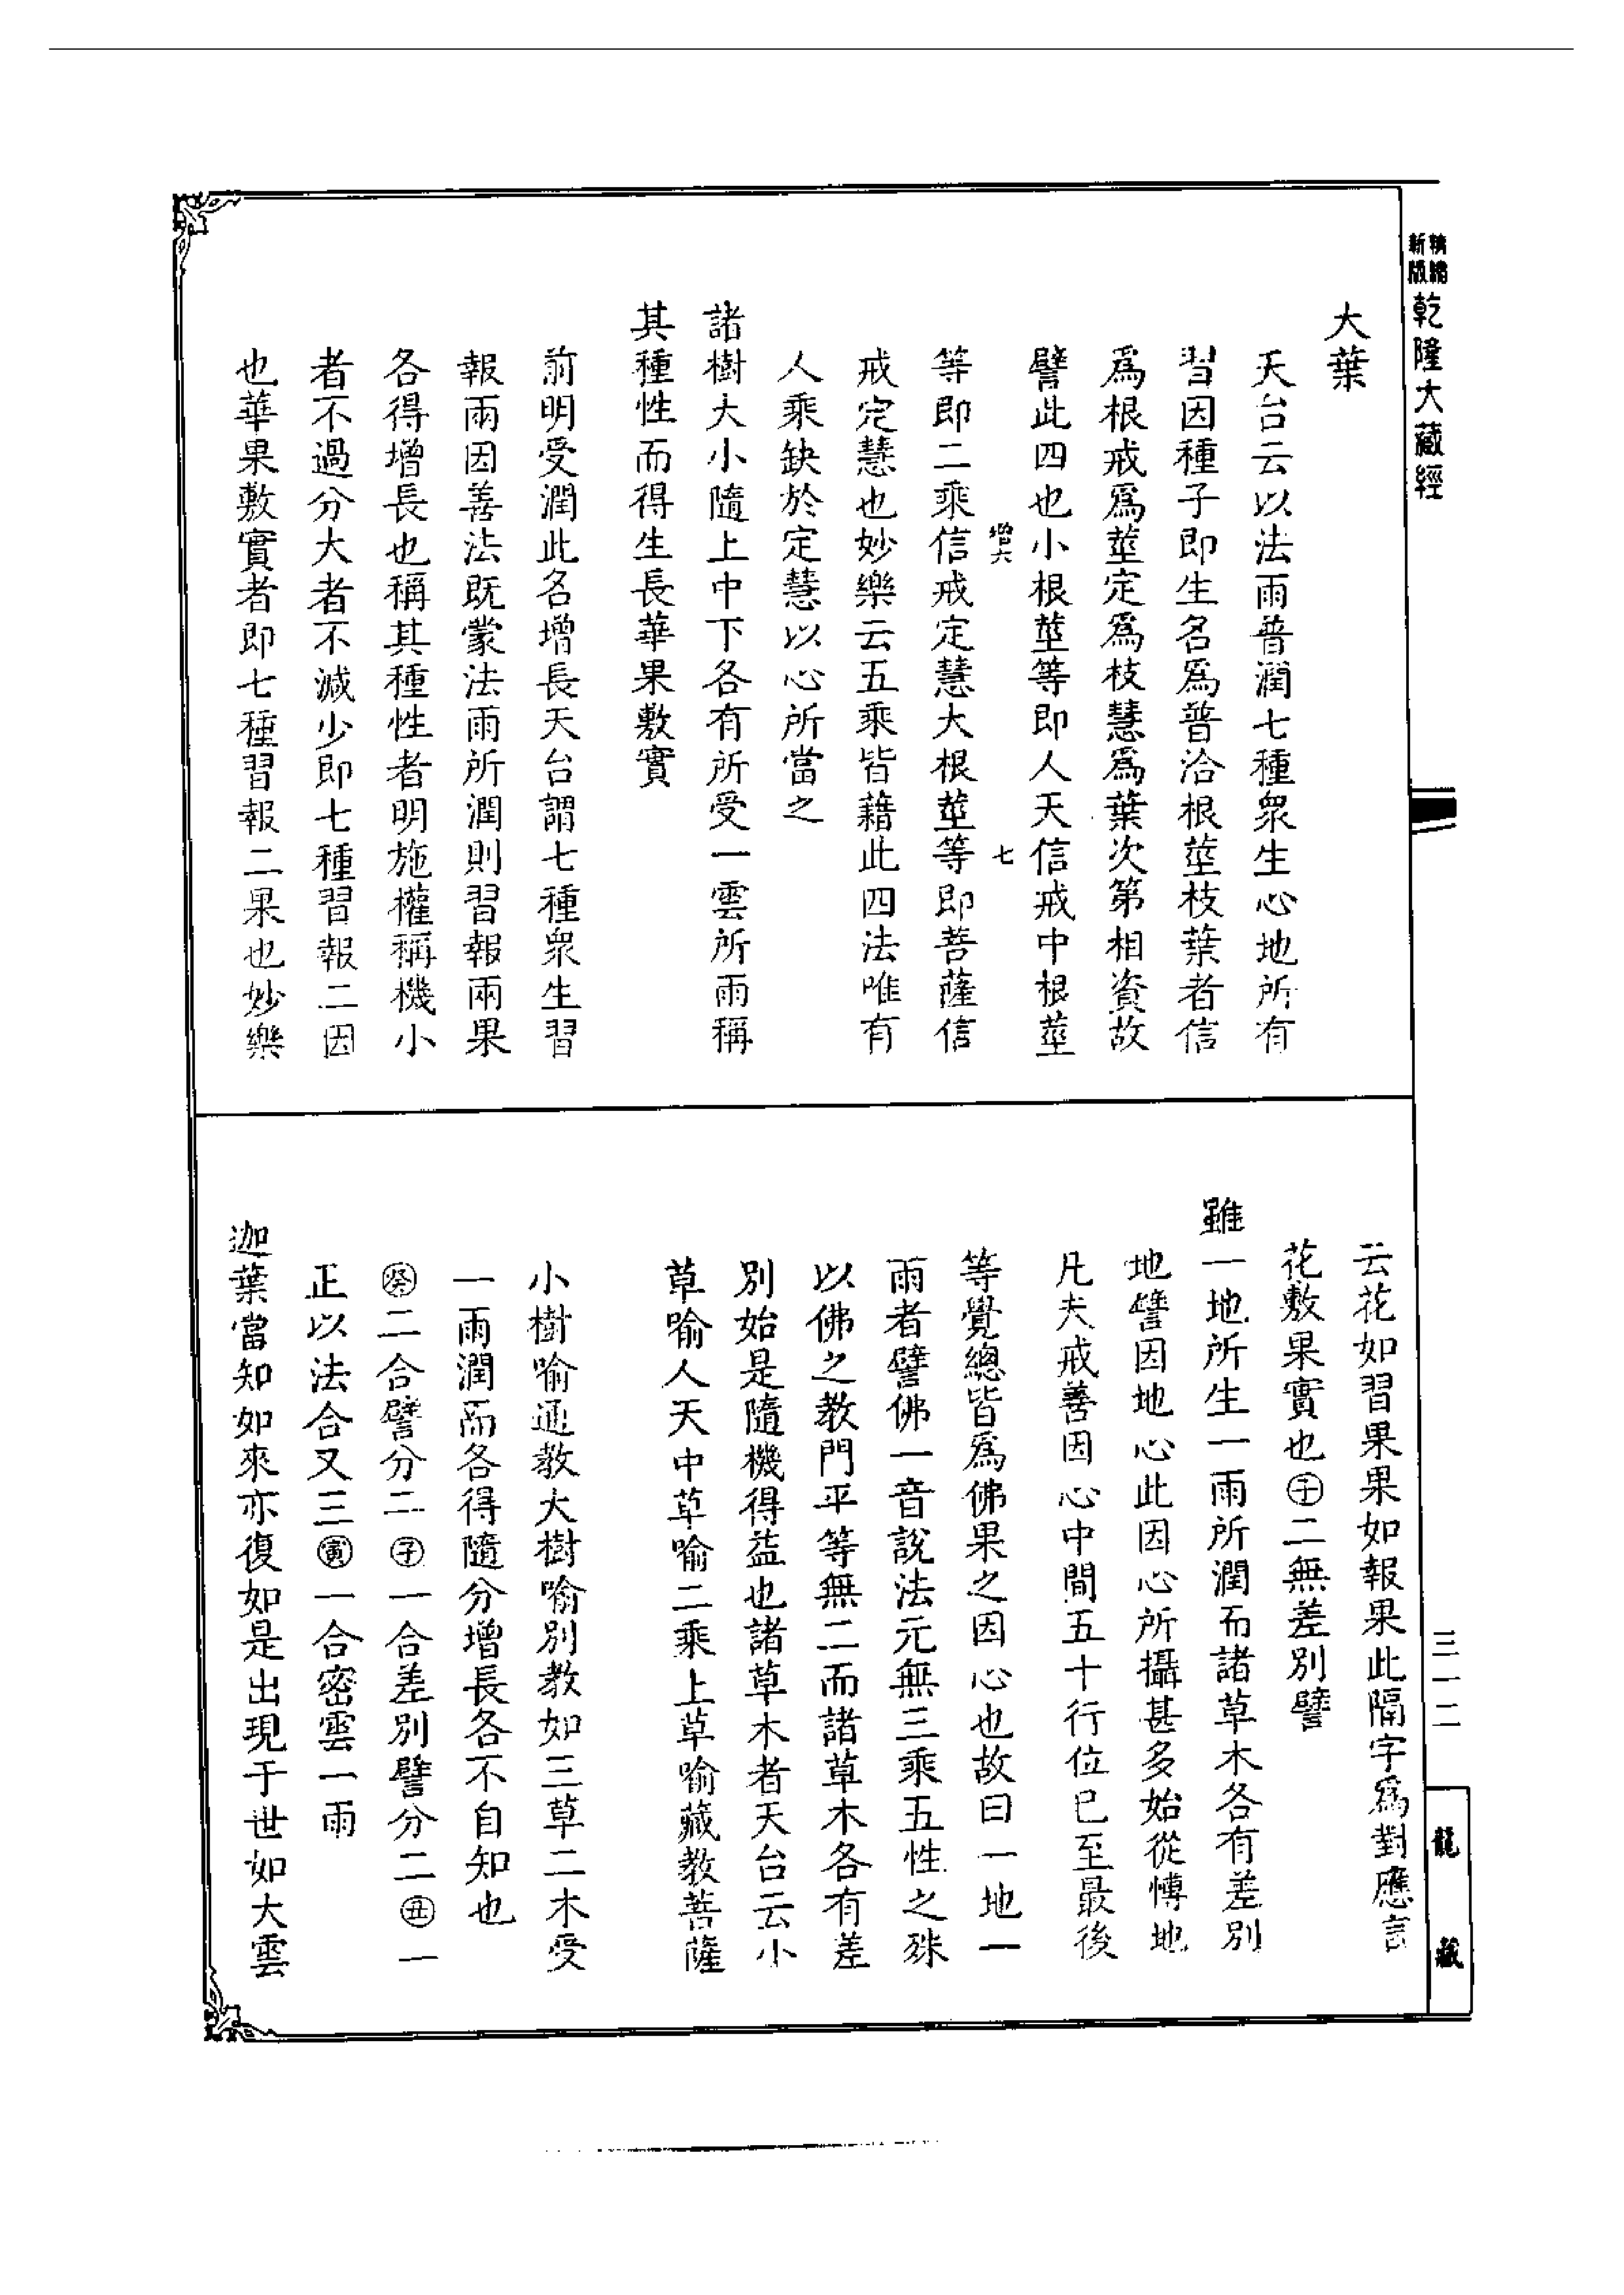 精縮
新版
乾隆大藏經
大葉
天台云以法雨普潤七種衆生心地所有
習因種子即生名爲普洽根莖枝葉者信
爲根戒爲莖定爲枝慧爲葉次第相資故
譬此四也小根莖等即人天信戒中根莖
增六
七
等即二乘信戒定慧大根莖等即菩薩信
戒定慧也妙樂云五乘皆藉此四法唯有
人乘缺於定慧以心所當之
諸樹大小隨上中下各有所受一雲所雨稱
其種性而得生長華果敷實
前明受潤此名增長天台謂七種衆生習
報兩因善法既蒙法雨所潤則習報兩果
各得增長也稱其種性者明施權稱機小
者不過分大者不減少即七種習報二因
也華果敷實者即七種習報二果也妙樂
云花如習果果如報果此隔字爲對應言
花敷果實也㊉二無差別譬
雖一地所生一雨所潤而諸草木各有差別
地譬因地心此因心所攝甚多始從博地
凡夫戒善因心中間五十行位已至最後
等覺總皆爲佛果之因心也故曰一地一
雨者譬佛一音說法元無三乘五性之殊
以佛之教門平等無二而諸草木各有差
別始是隨機得益也諸草木者天台云小
草喻人天中草喻二乘上草喻藏教菩薩
小樹喻通教大樹喻別教如三草二木受
一雨潤而各得隨分增長各不自知也
癸二合譬分二子一合差別譬分二丑一
正以法合又三寅一合密雲一雨
迦葉當知如來亦復如是出現于世如大雲
三一二
龍藏